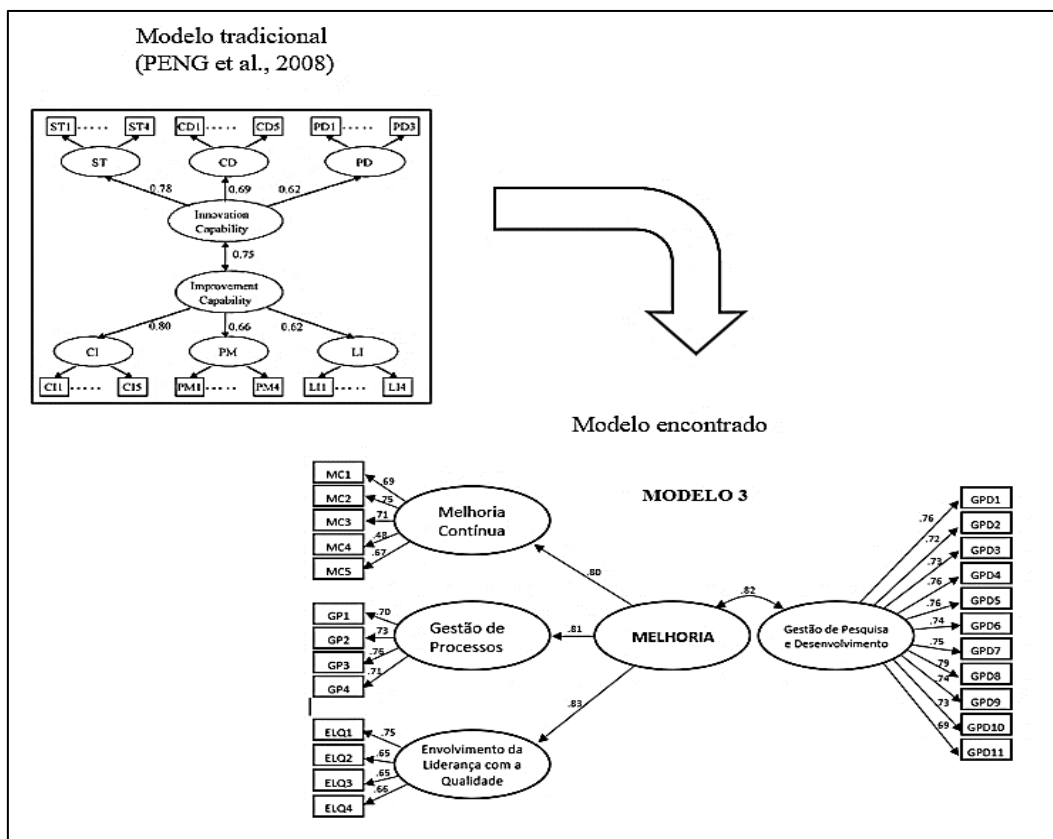 Modelo tradicional
(PENG et al., 2008)
ST1 ..... ST4 CD1 ..... CD5 PD1 ..... PD3
ST CD PD
0.78 0.69 0.62
Innovation
Capability
0.75
Improvement
Capability
0.80 0.66 0.62
CI PM LI
CI1 ..... CI5 PM1 ..... PM4 LI1 ..... LI4
Modelo encontrado
MODELO 3
MC1
MC2
MC3
MC4
MC5
.69
.75
.71
.48
.67
Melhoria
Contínua
.80
GP1
GP2
GP3
GP4
.70
.73
.76
.71
Gestão de
Processos
.81
MELHORIA
.82
Gestão de Pesquisa
e Desenvolvimento
.83
ELQ1
ELQ2
ELQ3
ELQ4
.75
.65
.65
.66
Envolvimento da
Liderança com a
Qualidade
.76
.72
.73
.76
.76
.74
.75
.79
.74
.73
.69
GPD1
GPD2
GPD3
GPD4
GPD5
GPD6
GPD7
GPD8
GPD9
GPD10
GPD11